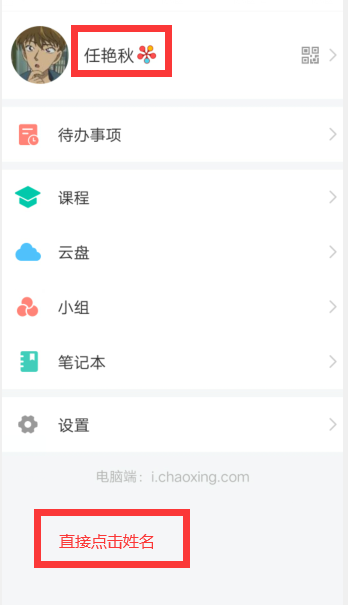 任艳秋
待办事项
课程
云盘
小组
笔记本
设置
电脑端：i.chaoxing.com
直接点击姓名